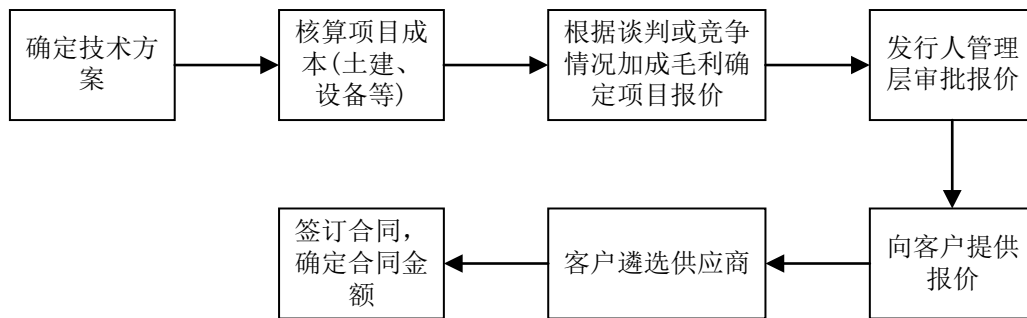 确定技术方
案
核算项目成
本(土建、
设备等)
根据谈判或竞争
情况加成毛利确
定项目报价
发行人管理
层审批报价
向客户提供
报价
客户遴选供应商
签订合同，
确定合同金
额